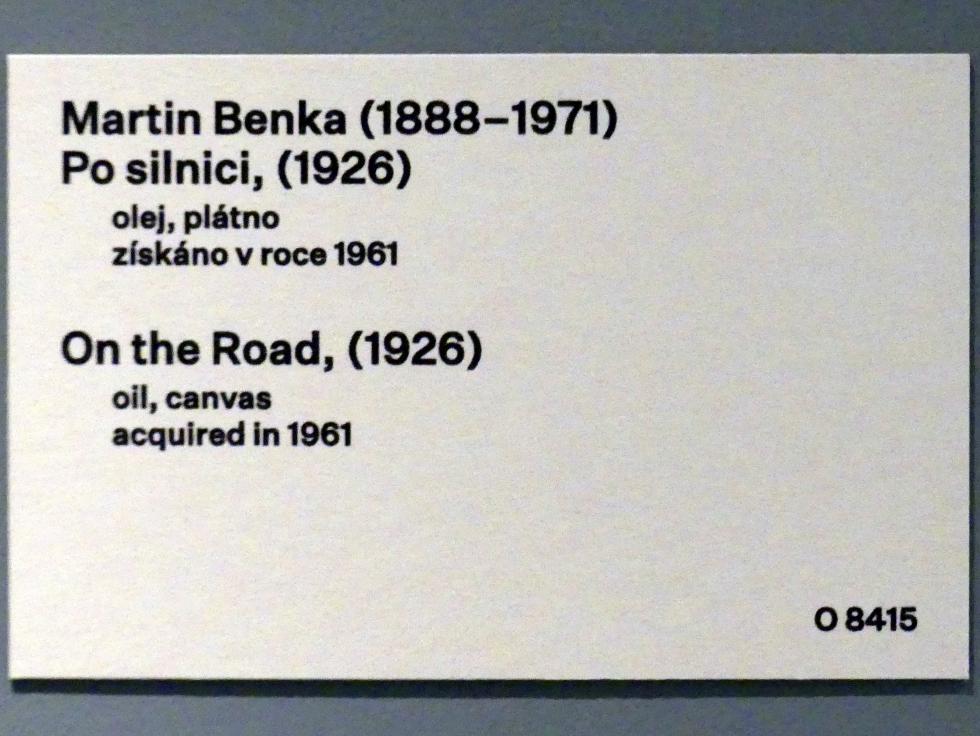 Martin Benka (1888–1971)
Po silnici, (1926)
olej, plátno
získáno v roce 1961
On the Road, (1926)
oil, canvas
acquired in 1961
O 8415